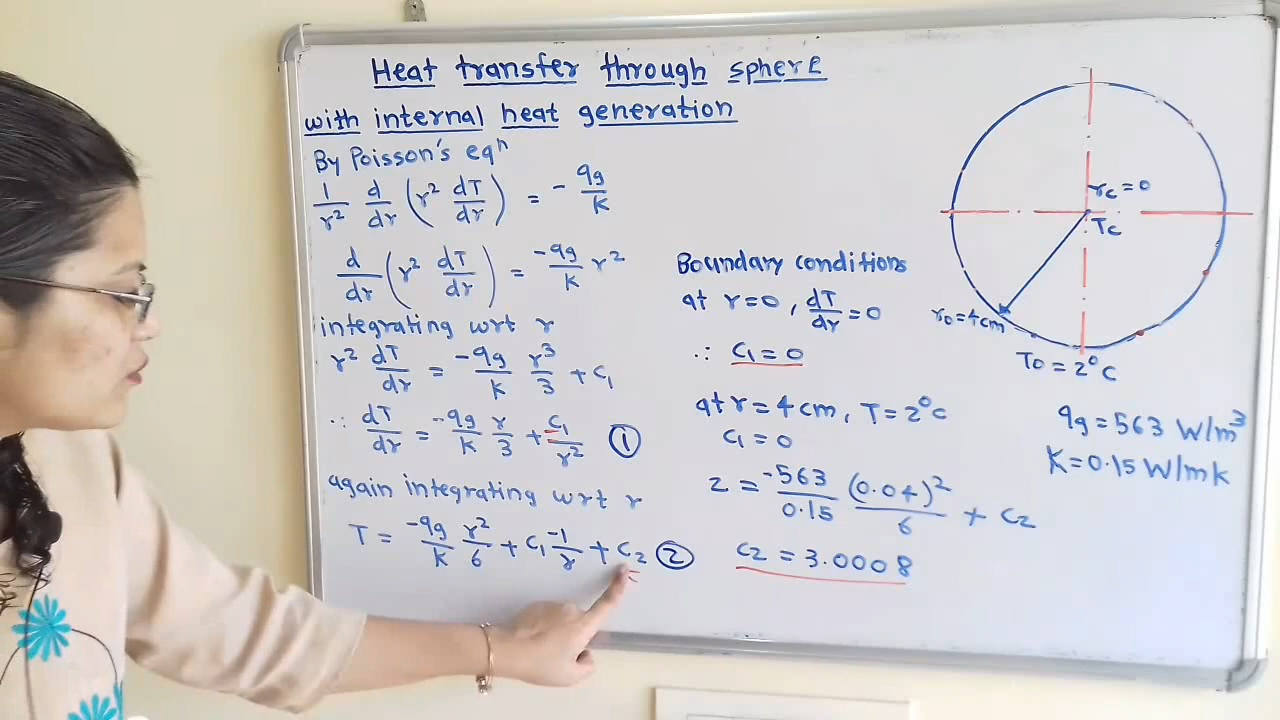 Heat transfer through sphere
with internal heat generation
By Poisson's eqⁿ
1/r² d/dr (r² dT/dr) = - qg/K
d/dr (r² dT/dr) = -qg/K r²
integrating wrt r
r² dT/dr = -qg/K r³/3 + C₁
∴ dT/dr = -qg/K r/3 + C₁/r² ①
again integrating wrt r
T = -qg/K r²/6 + C₁ -1/r + C₂ ②
Boundary conditions
at r=0, dT/dr = 0
∴ C₁ = 0
at r = 4 cm, T = 2°C
C₁ = 0
2 = -563/0.15 (0.04)²/6 + C₂
C₂ = 3.0008
rc = 0
Tc
r₀ = 4 cm
T₀ = 2°C
qg = 563 W/m³
K = 0.15 W/mk